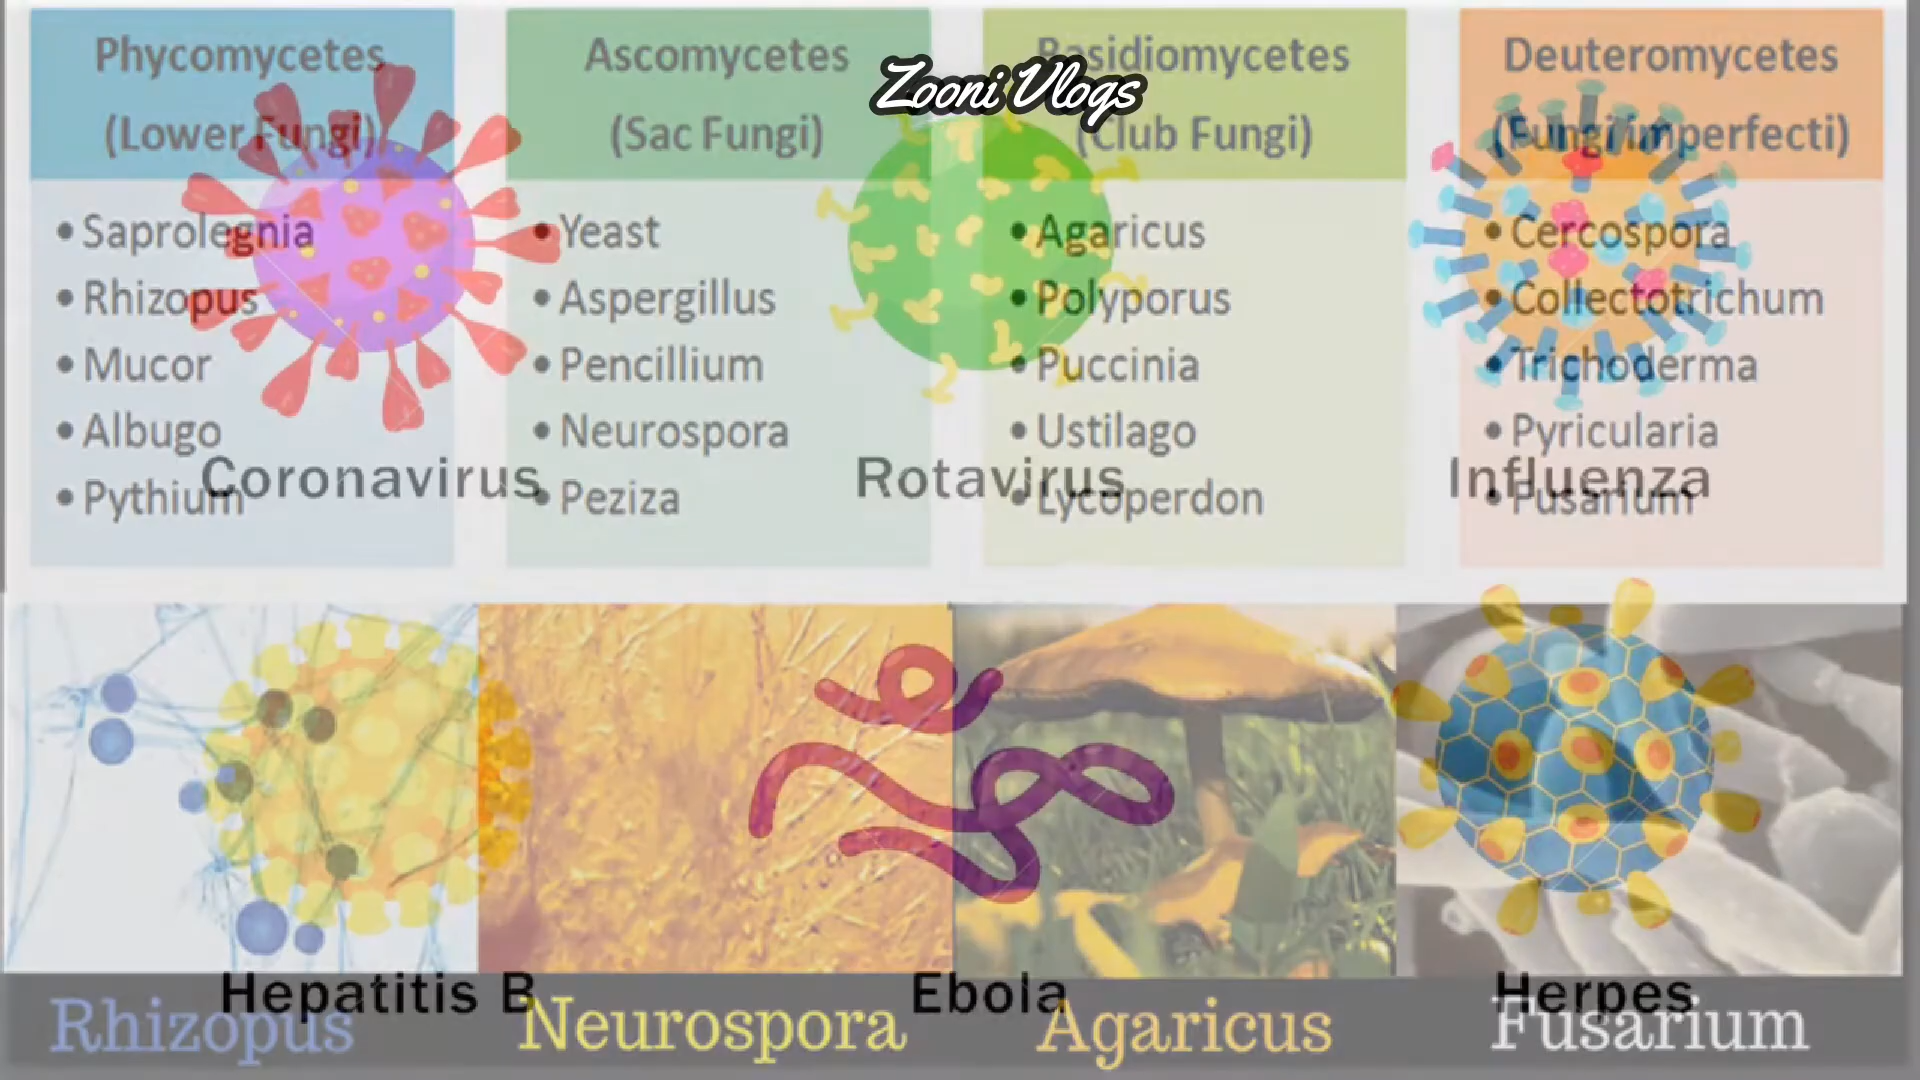 Phycomycetes
(Lower Fungi)
• Saprolegnia
• Rhizopus
• Mucor
• Albugo
• Pythium
Ascomycetes
(Sac Fungi)
• Yeast
• Aspergillus
• Pencillium
• Neurospora
• Peziza
Basidiomycetes
(Club Fungi)
• Agaricus
• Polyporus
• Puccinia
• Ustilago
• Lycoperdon
Deuteromycetes
(Fungi imperfecti)
• Cercospora
• Collectotrichum
• Trichoderma
• Pyricularia
• Fusarium
Zooni Vlogs
Coronavirus
Rotavirus
Influenza
Hepatitis B
Ebola
Herpes
Rhizopus
Neurospora
Agaricus
Fusarium